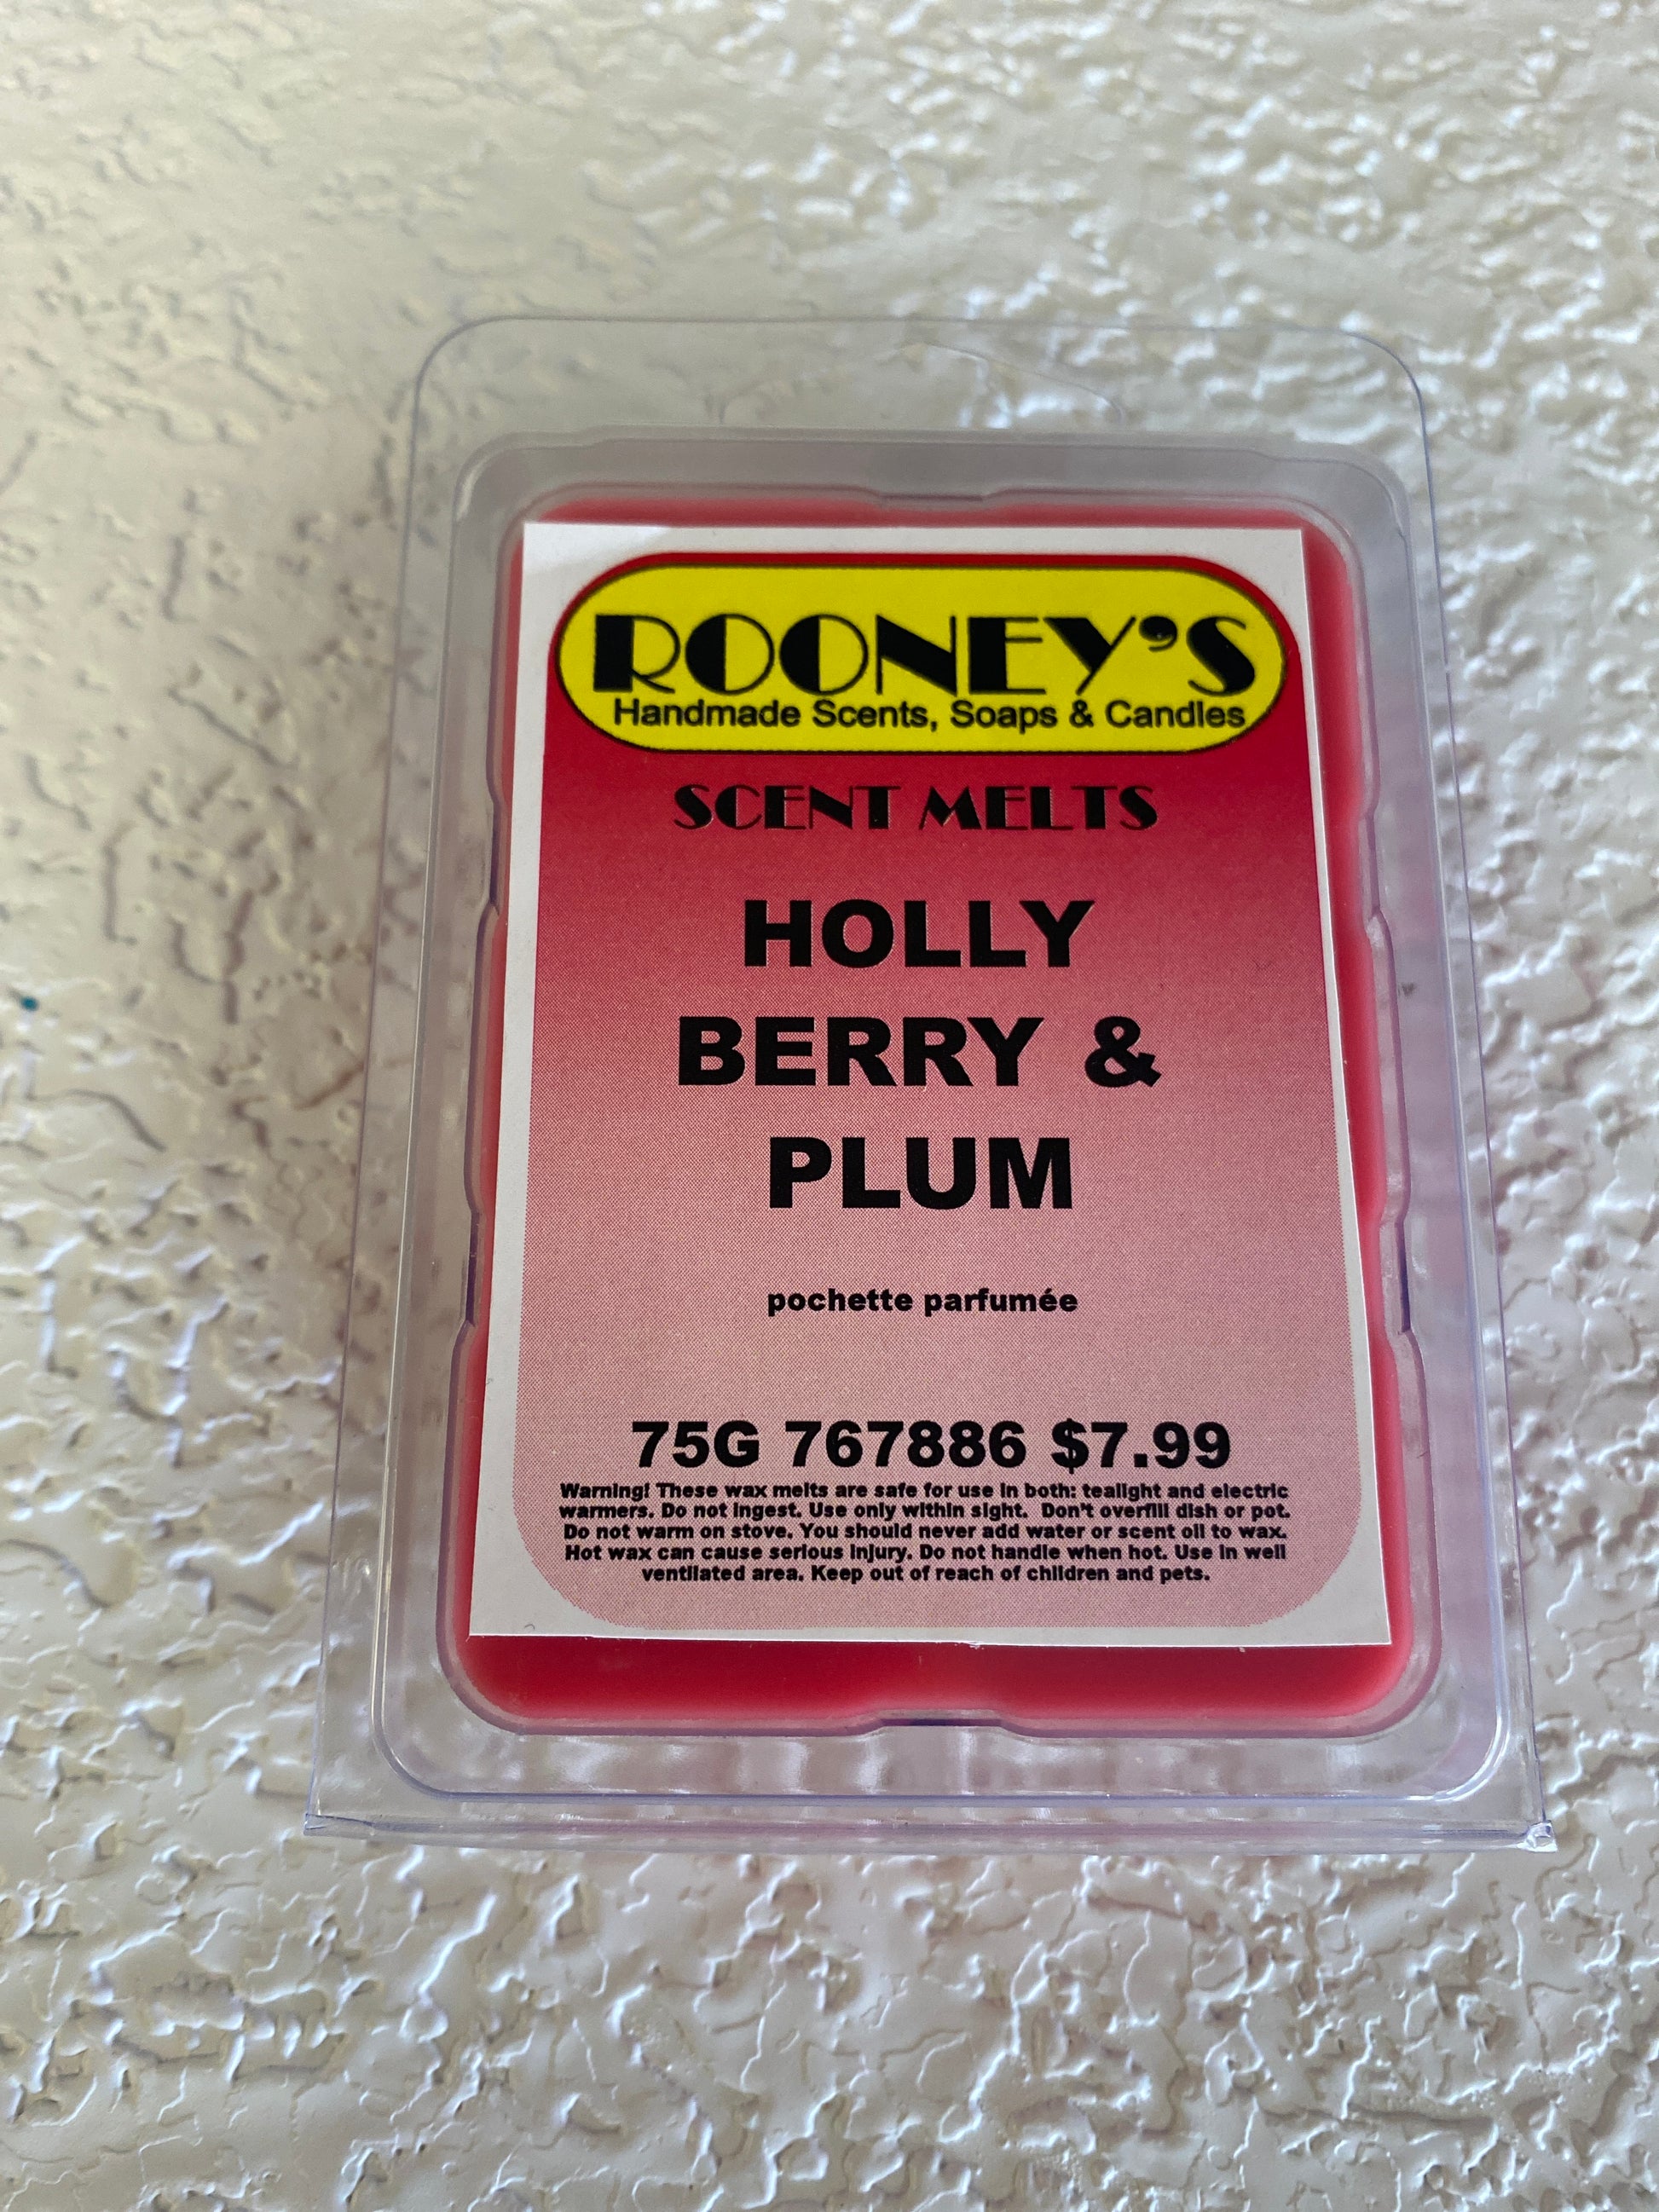 ROONEY'S
Handmade Scents, Soaps & Candles
SCENT MELTS
HOLLY
BERRY &
PLUM
pochette parfumée
75G 767886 $7.99
Warning! These wax melts are safe for use in both: tealight and electric
warmers. Do not ingest. Use only within sight. Don't overfill dish or pot.
Do not warm on stove. You should never add water or scent oil to wax.
Hot wax can cause serious injury. Do not handle when hot. Use in well
ventilated area. Keep out of reach of children and pets.